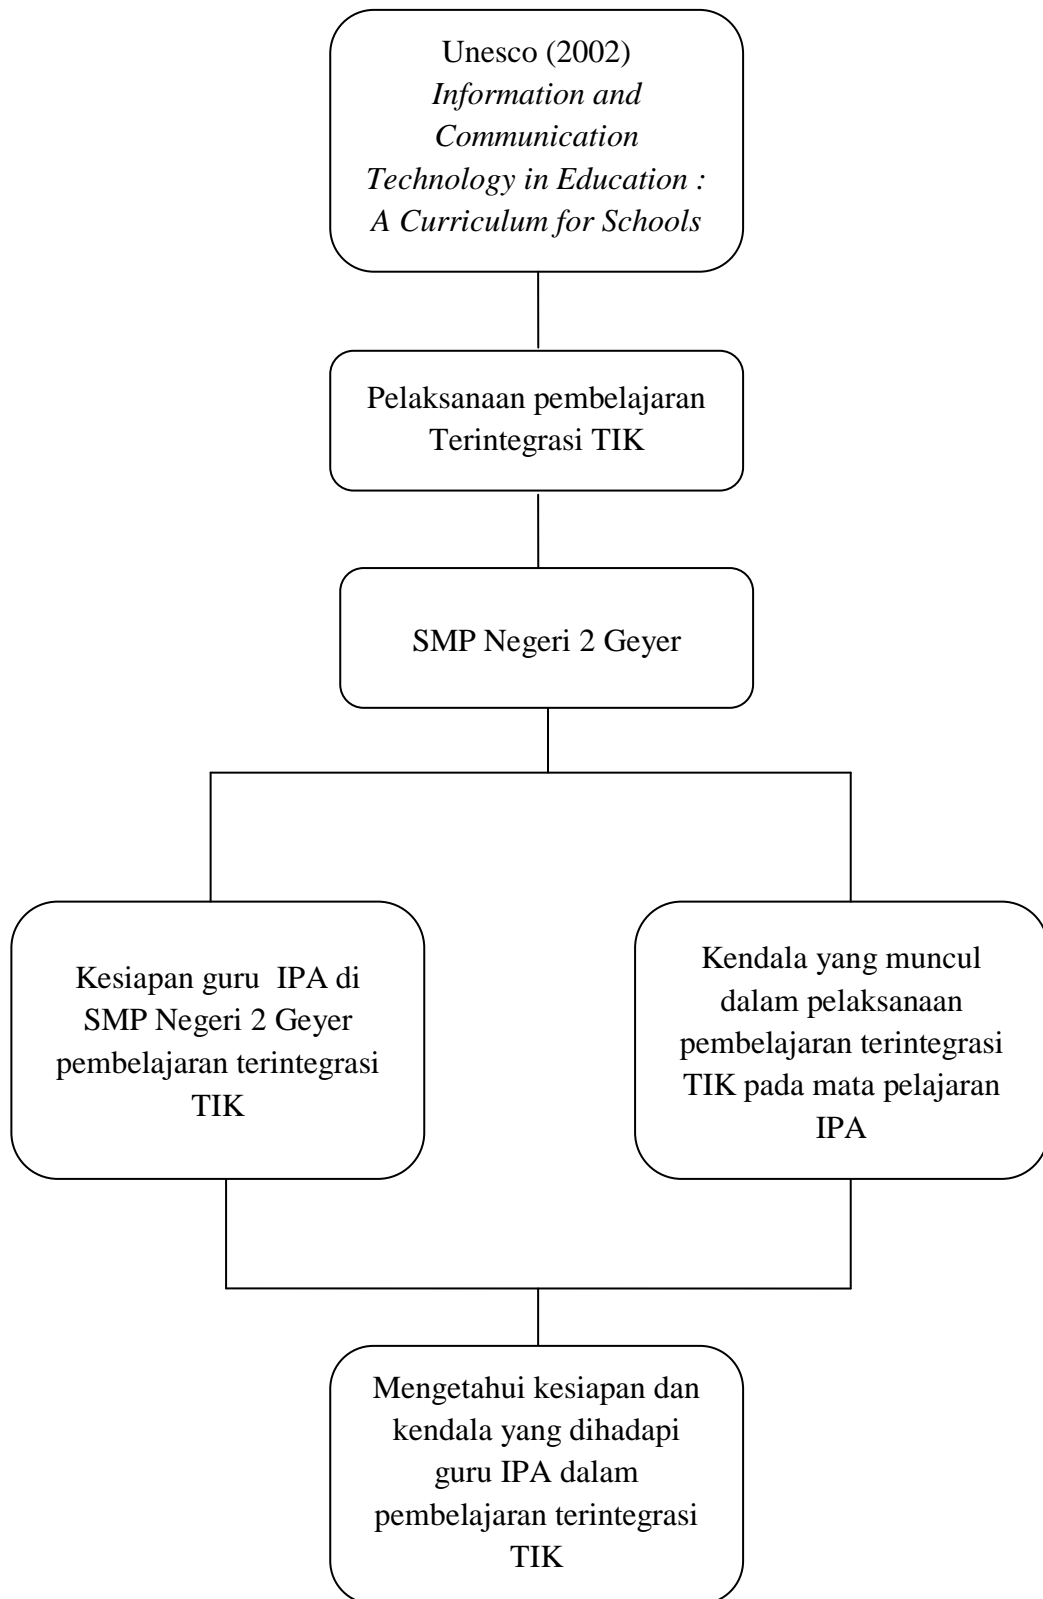 Unesco (2002)
Information and
Communication
Technology in Education :
A Curriculum for Schools
Pelaksanaan pembelajaran
Terintegrasi TIK
SMP Negeri 2 Geyer
Kesiapan guru  IPA di
SMP Negeri 2 Geyer
pembelajaran terintegrasi
TIK
Kendala yang muncul
dalam pelaksanaan
pembelajaran terintegrasi
TIK pada mata pelajaran
IPA
Mengetahui kesiapan dan
kendala yang dihadapi
guru IPA dalam
pembelajaran terintegrasi
TIK